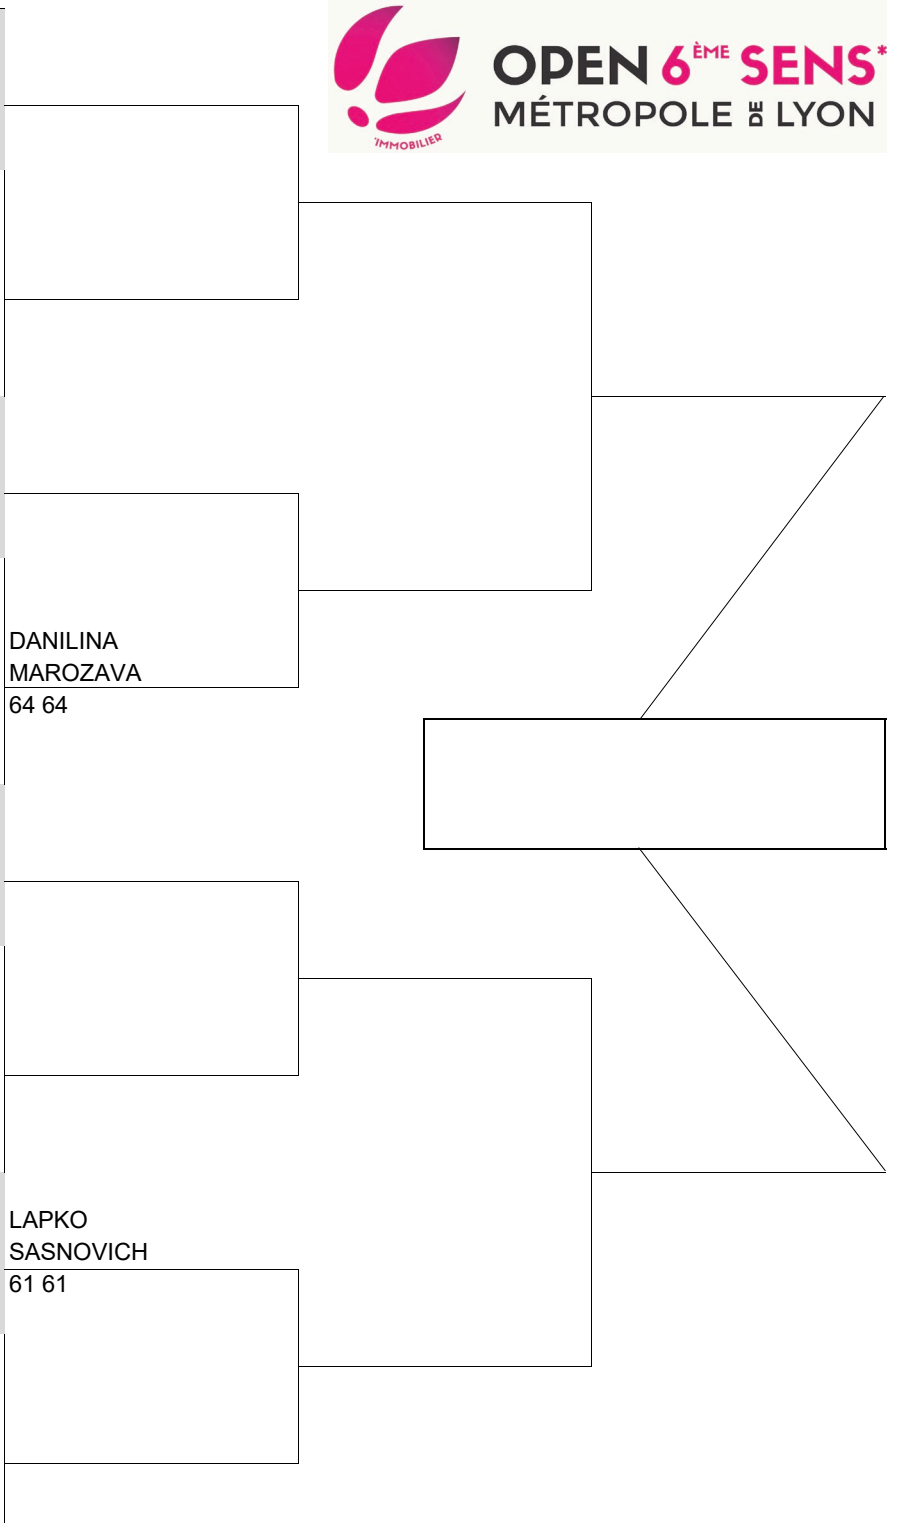 OPEN 6ÈME SENS*
MÉTROPOLE DE LYON
*IMMOBILIER
DANILINA
MAROZAVA
64 64
LAPKO
SASNOVICH
61 61